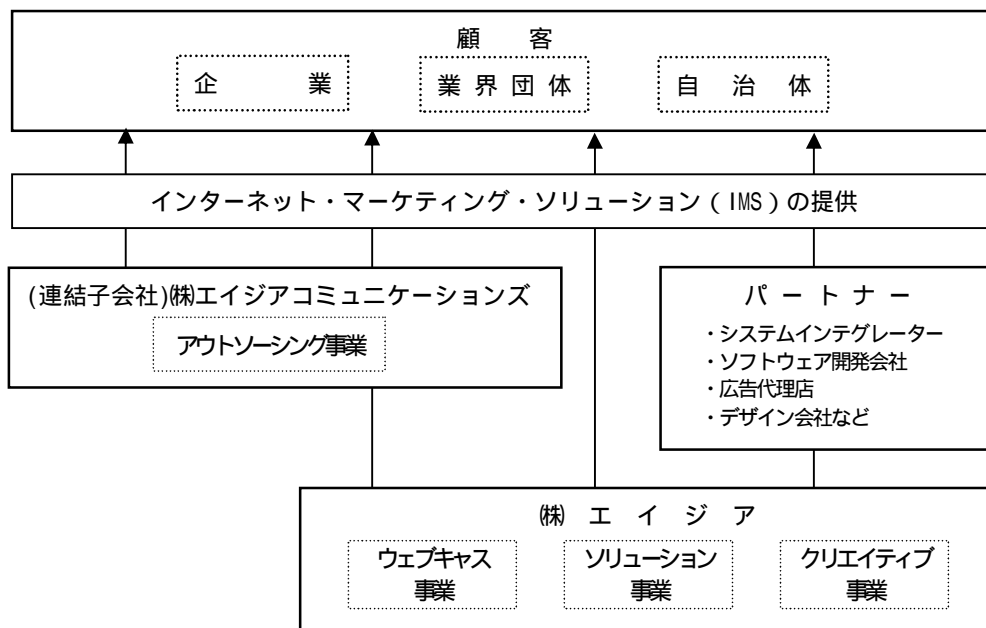 顧 客
企 業
業界団体
自 治 体
インターネット・マーケティング・ソリューション(IMS)の提供
(連結子会社)㈱エイジアコミュニケーションズ
アウトソーシング事業
パ ー ト ナ ー
・システムインテグレーター
・ソフトウェア開発会社
・広告代理店
・デザイン会社など
㈱ エ イ ジ ア
ウェブキャス
事業
ソリューション
事業
クリエイティブ
事業